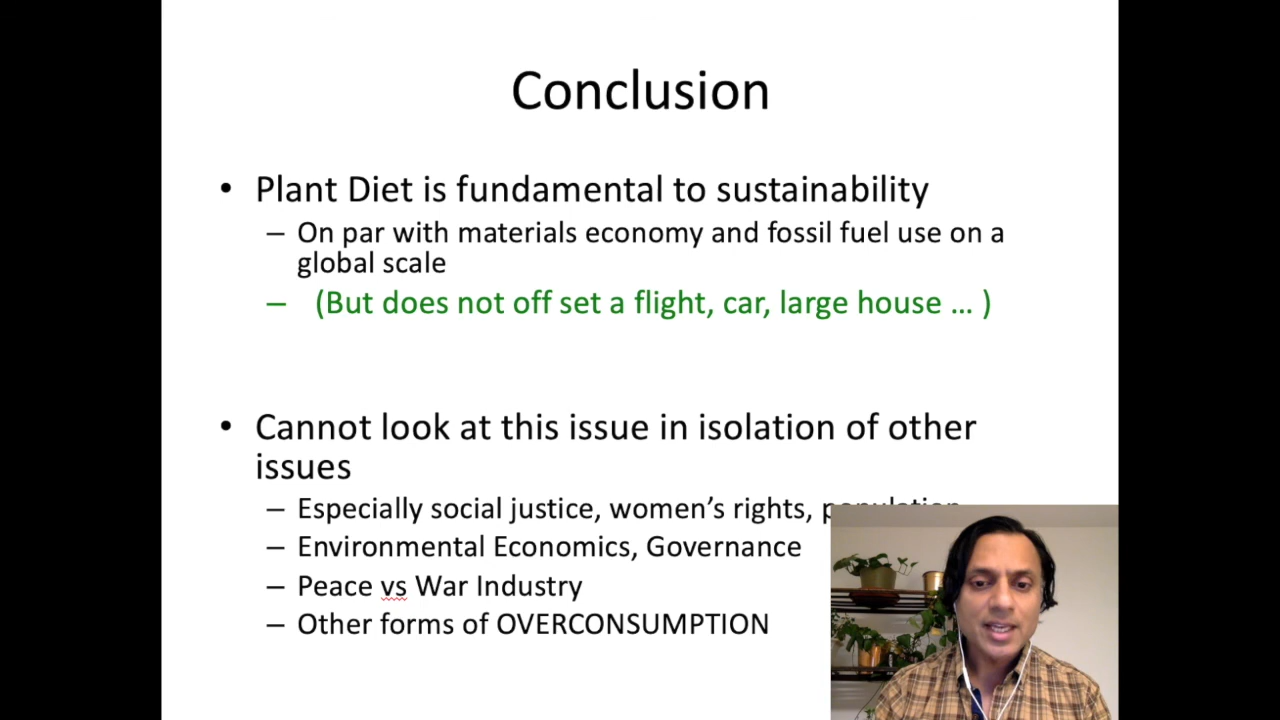 Conclusion
• Plant Diet is fundamental to sustainability
– On par with materials economy and fossil fuel use on a
global scale
– (But does not off set a flight, car, large house ... )
• Cannot look at this issue in isolation of other
issues
– Especially social justice, women’s rights, population
– Environmental Economics, Governance
– Peace vs War Industry
– Other forms of OVERCONSUMPTION